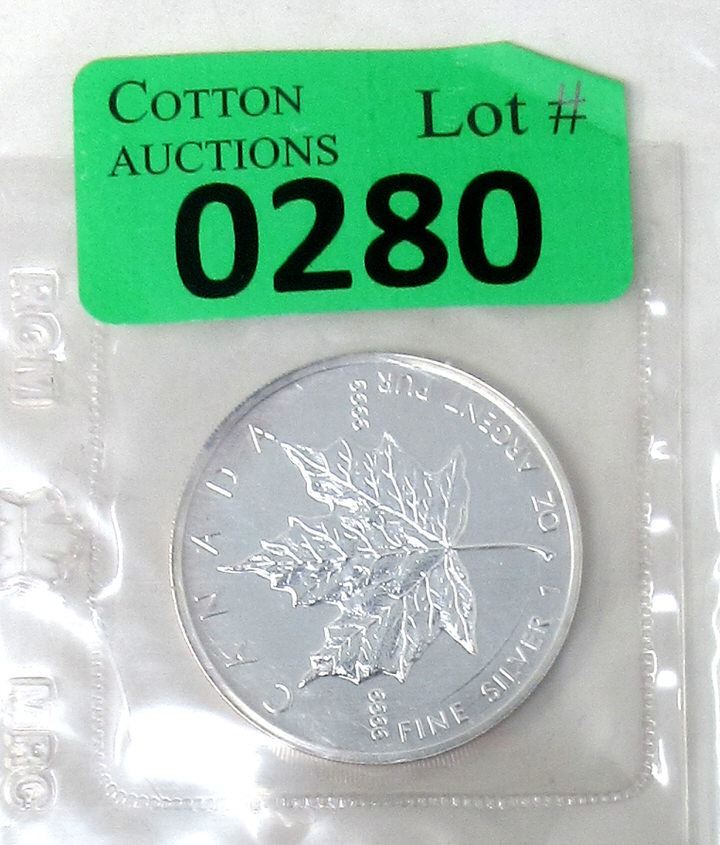 COTTON
AUCTIONS
Lot #
0280
CANADA
9999
9999
FINE SILVER 1 OZ ARGENT PUR
RCM
MRC